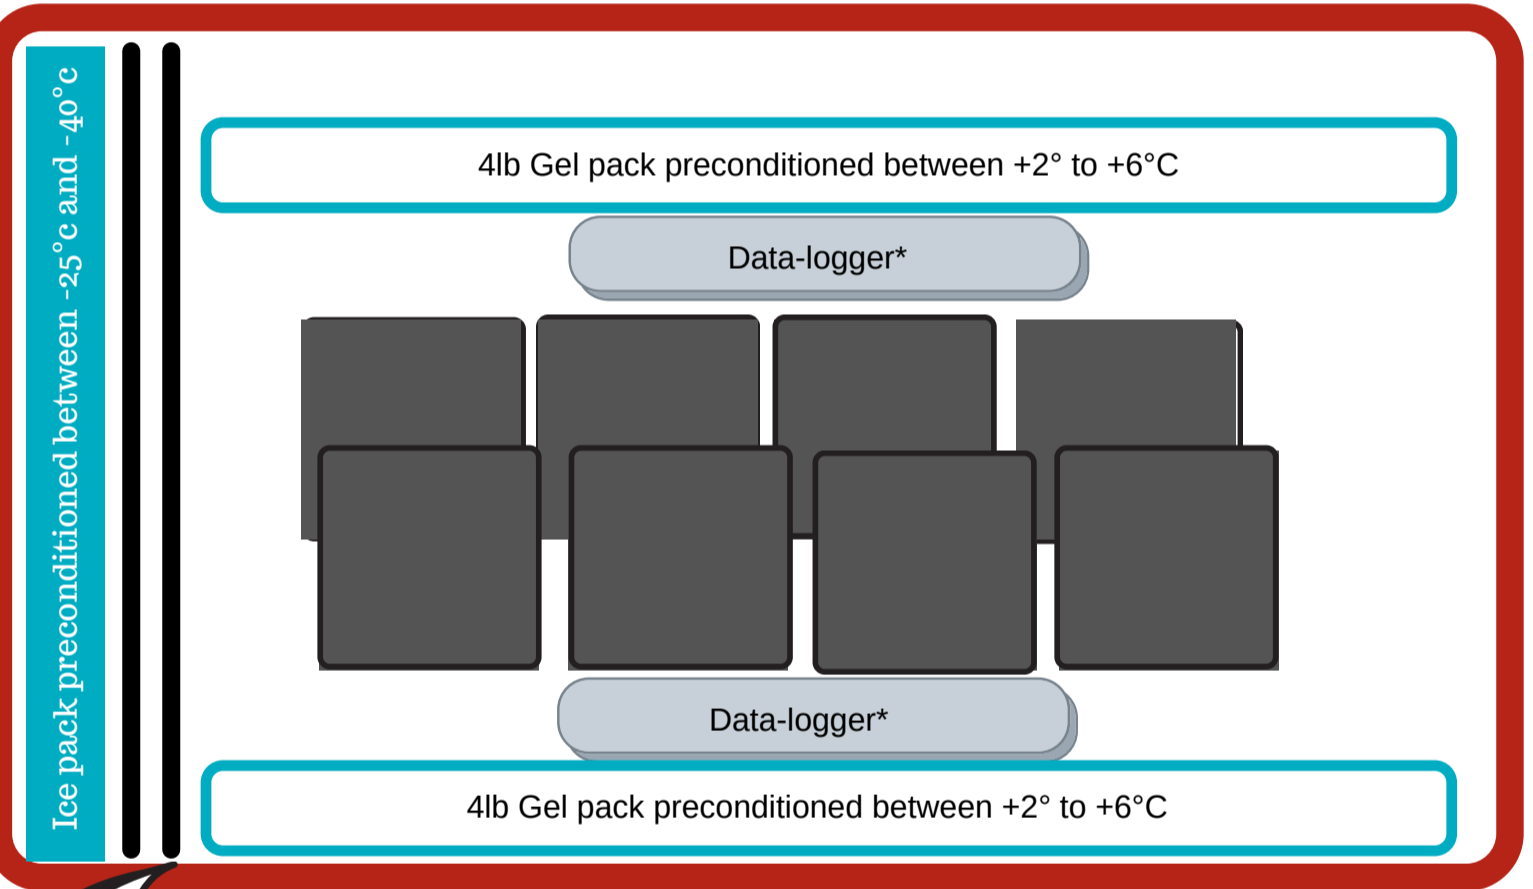 Ice pack preconditioned between -25°c and -40°c
4lb Gel pack preconditioned between +2° to +6°C
Data-logger*
Data-logger*
4lb Gel pack preconditioned between +2° to +6°C